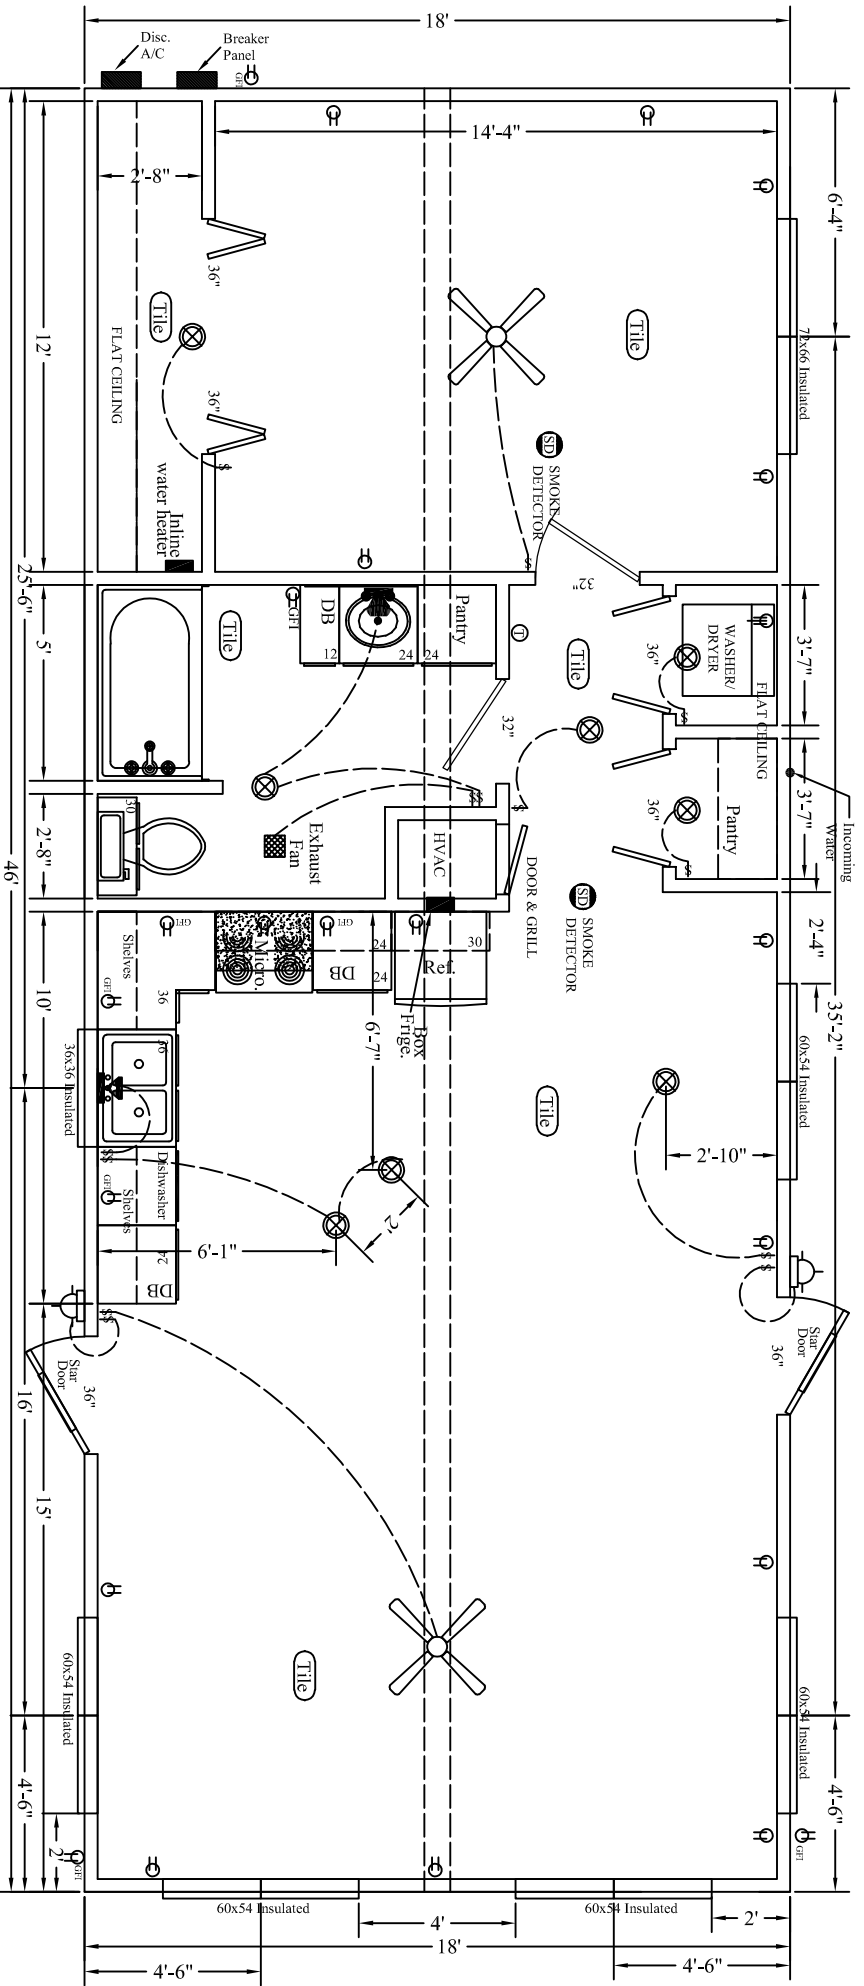 18'
Disc.
A/C
Breaker
Panel
GFI
14'-4"
2'-8"
6'-4"
36"
Tile
Tile
12'
FLAT CEILING
72x66 Insulated
36"
$
SD
SMOKE
DETECTOR
Inline
water heater
$
25'-6"
32"
GFI
DB
Pantry
12
24
24
Tile
T
Tile
5'
WASHER/
DRYER
36"
FLAT CEILING
3'-7"
$
32"
$$
$
30
2'-8"
Exhaust
Fan
HVAC
DOOR & GRILL
36"
Pantry
$
3'-7"
Incoming
Water
46'
SD
SMOKE
DETECTOR
2'-4"
GFI
GFI
Shelves
Micro.
24
DB
24
30
Ref.
10'
GFI
36
6'-7"
Box
Frige.
35'-2"
36x36 Insulated
36
60x54 Insulated
Tile
2'-10"
$$
Dishwasher
GFI
Shelves
2'
6'-1"
24
DB
$$
$$
Star
Door
36"
Star
Door
36"
16'
15'
Tile
60x54 Insulated
60x54 Insulated
4'-6"
4'-6"
2'
GFI
GFI
60x54 Insulated
60x54 Insulated
4'
2'
18'
4'-6"
4'-6"